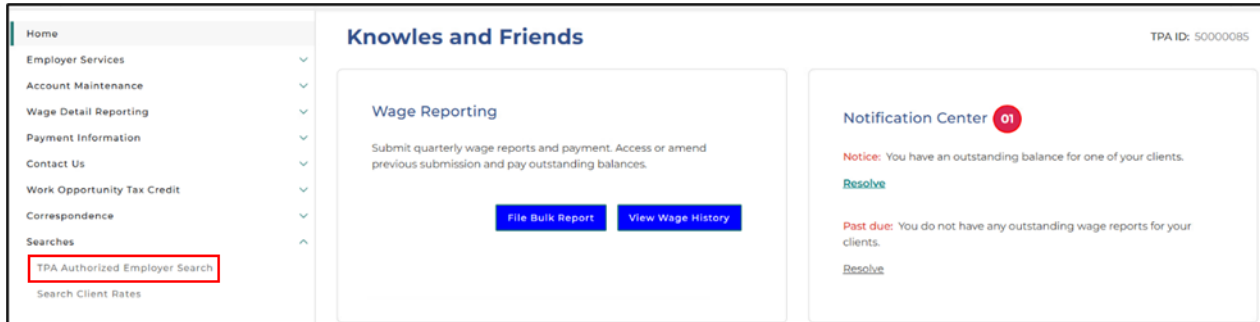 Home
Employer Services
Account Maintenance
Wage Detail Reporting
Payment Information
Contact Us
Work Opportunity Tax Credit
Correspondence
Searches
TPA Authorized Employer Search
Search Client Rates
Knowles and Friends
TPA ID: S0000085
Wage Reporting
Submit quarterly wage reports and payment. Access or amend
previous submission and pay outstanding balances.
File Bulk Report
View Wage History
Notification Center 01
Notice: You have an outstanding balance for one of your clients.
Resolve
Past due: You do not have any outstanding wage reports for your
clients.
Resolve